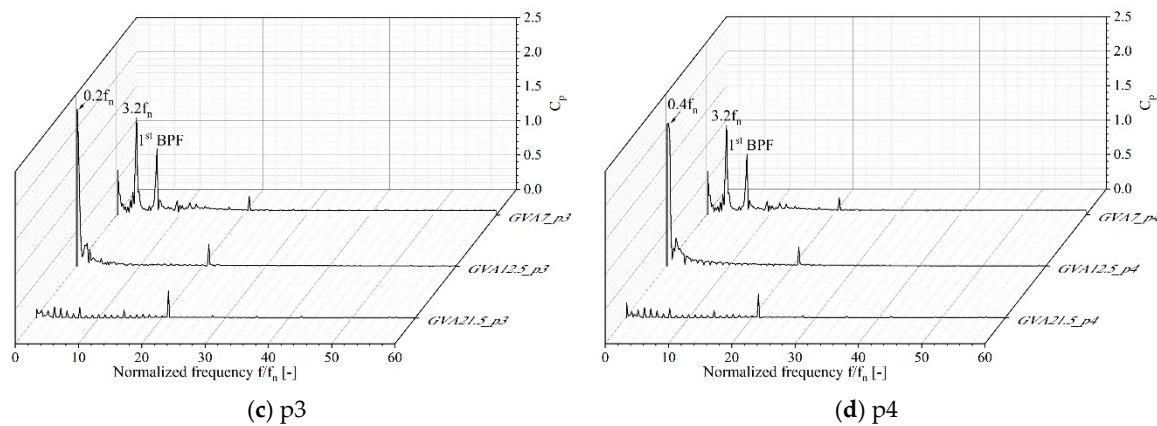 2.5
2.0
1.5
1.0
0.5
0.0
C_p
0.2f_n
3.2f_n
1st BPF
GVA7_p3
GVA12.5_p3
GVA21.5_p3
0 10 20 30 40 50 60
Normalized frequency f/f_n [-]
(c) p3
2.5
2.0
1.5
1.0
0.5
0.0
C_p
0.4f_n
3.2f_n
1st BPF
GVA7_p4
GVA12.5_p4
GVA21.5_p4
0 10 20 30 40 50 60
Normalized frequency f/f_n [-]
(d) p4